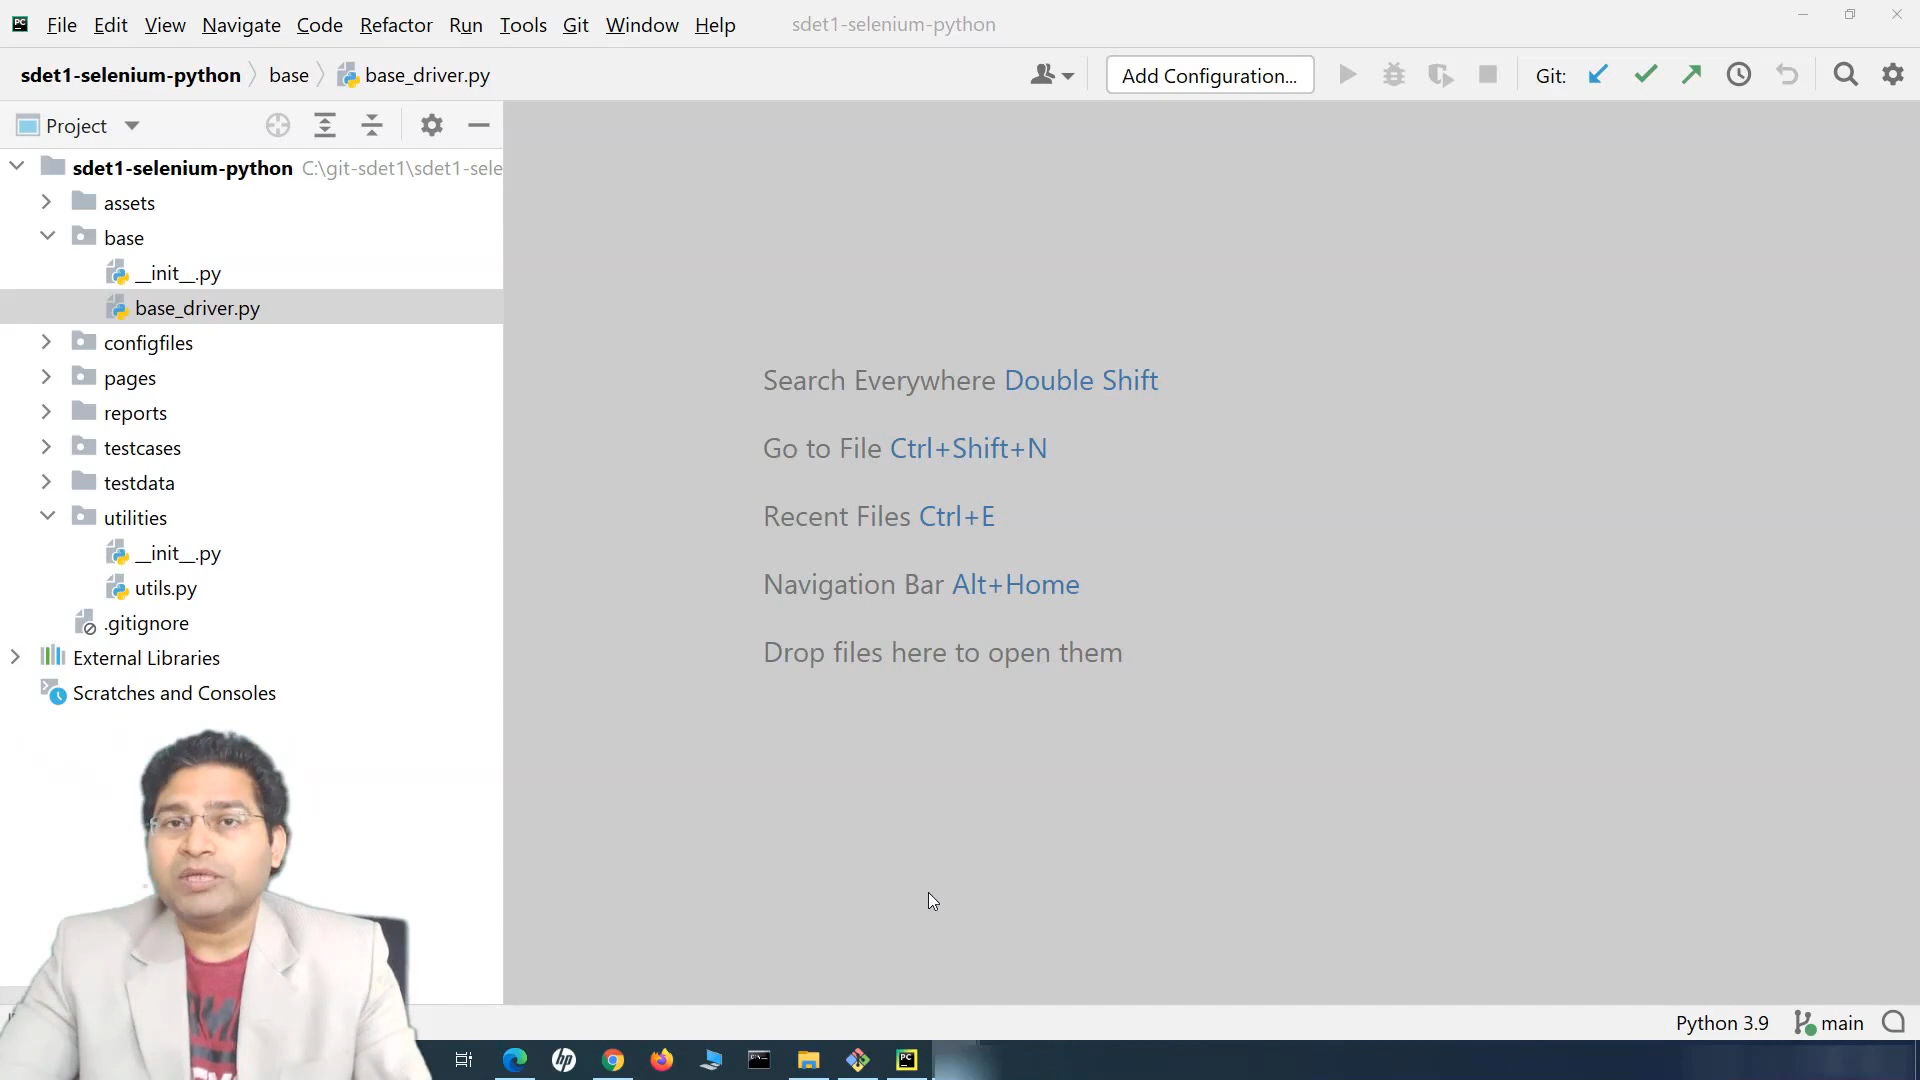 File Edit View Navigate Code Refactor Run Tools Git Window Help sdet1-selenium-python
sdet1-selenium-python base base_driver.py Add Configuration... Git:
Project
sdet1-selenium-python C:\git-sdet1\sdet1-sele
assets
base
__init__.py
base_driver.py
configfiles
pages
reports
testcases
testdata
utilities
__init__.py
utils.py
.gitignore
External Libraries
Scratches and Consoles
Search Everywhere Double Shift
Go to File Ctrl+Shift+N
Recent Files Ctrl+E
Navigation Bar Alt+Home
Drop files here to open them
Python 3.9 main
hp
PC